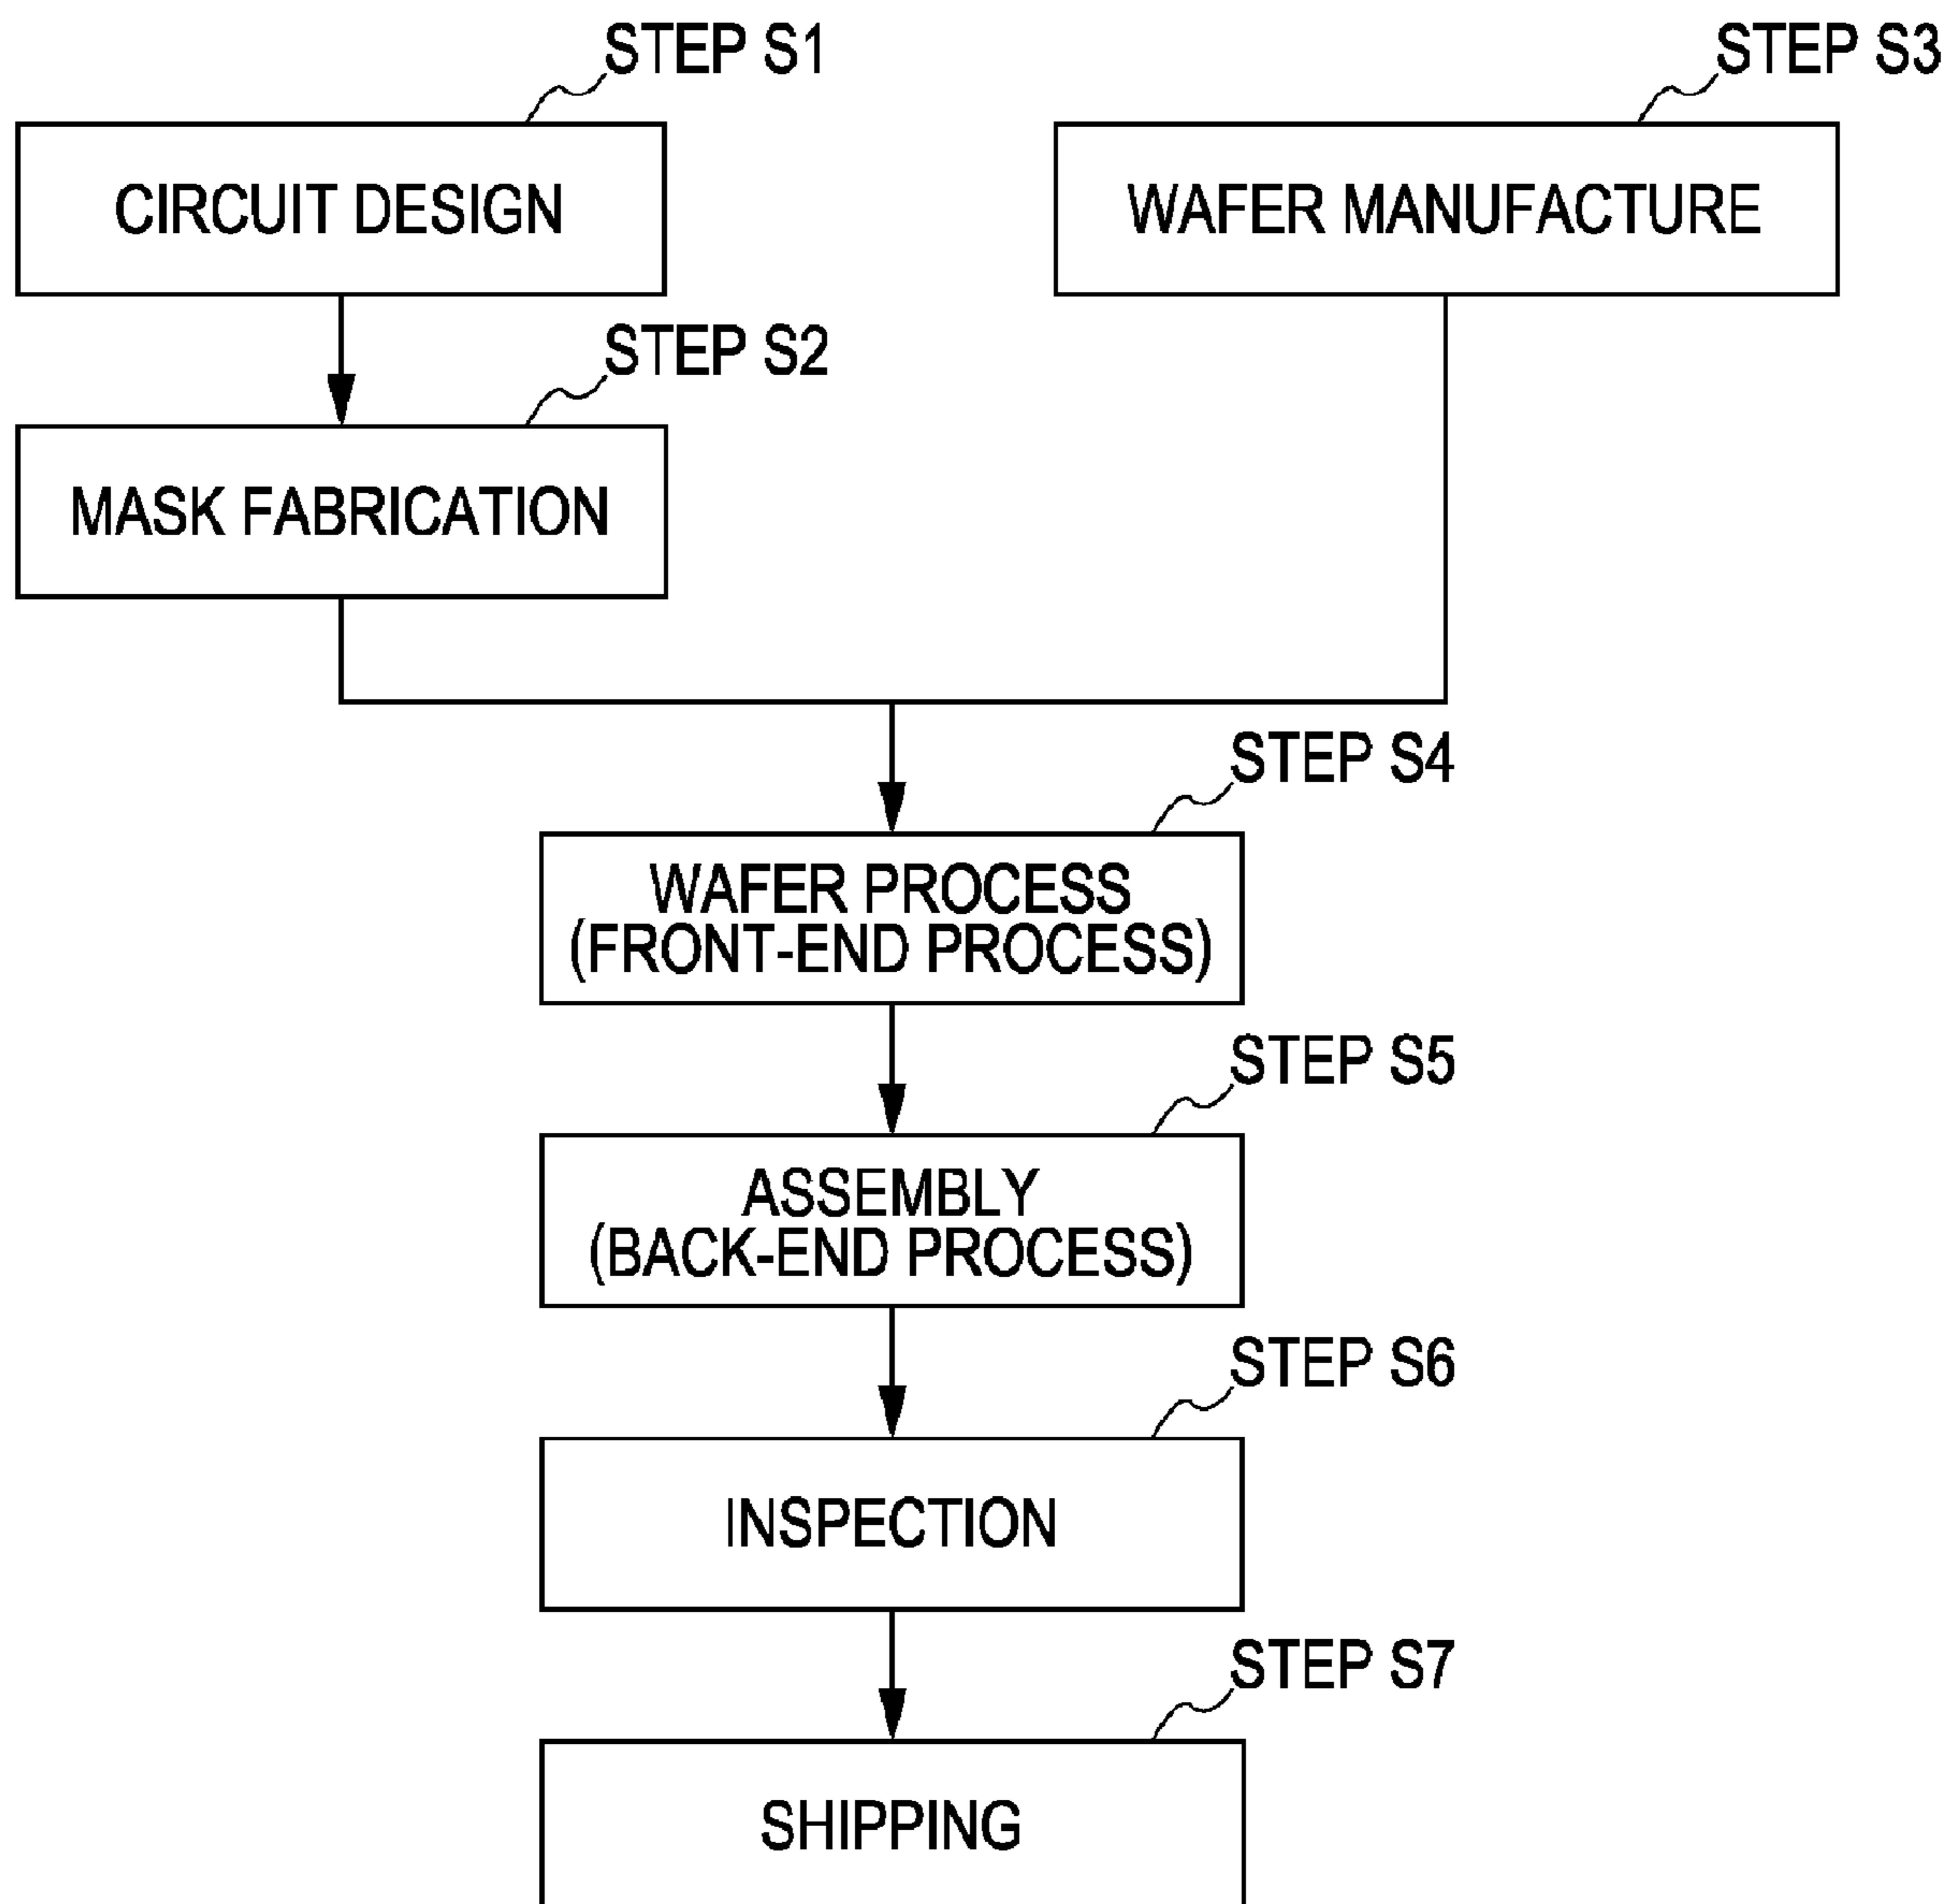 STEP S1
CIRCUIT DESIGN
STEP S2
MASK FABRICATION
STEP S3
WAFER MANUFACTURE
STEP S4
WAFER PROCESS
(FRONT-END PROCESS)
STEP S5
ASSEMBLY
(BACK-END PROCESS)
STEP S6
INSPECTION
STEP S7
SHIPPING